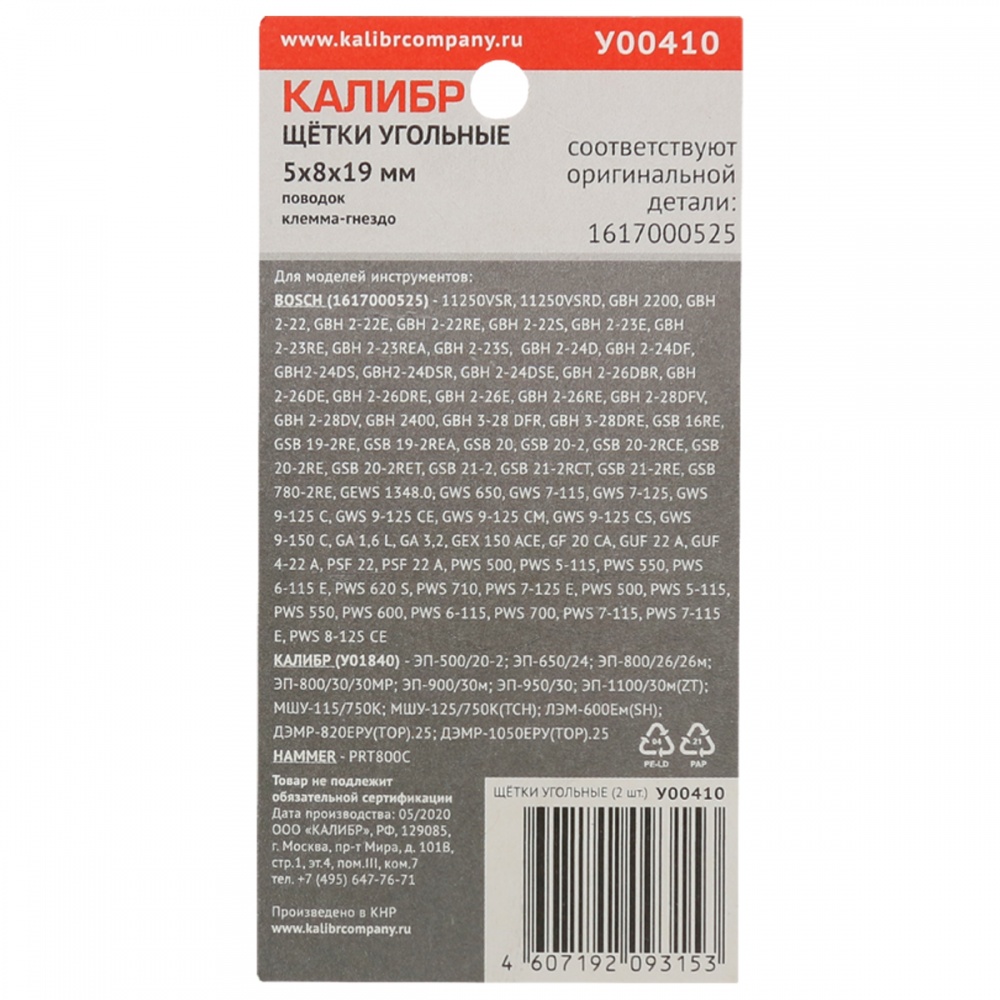 www.kalibrcompany.ru У00410
КАЛИБР
ЩЁТКИ УГОЛЬНЫЕ
5х8х19 мм
поводок
клемма-гнездо
соответствуют
оригинальной
детали:
1617000525
Для моделей инструментов:
BOSCH (1617000525) - 11250VSR, 11250VSRD, GBH 2200, GBH
2-22, GBH 2-22E, GBH 2-22RE, GBH 2-22S, GBH 2-23E, GBH
2-23RE, GBH 2-23REA, GBH 2-23S, GBH 2-24D, GBH 2-24DF,
GBH2-24DS, GBH2-24DSR, GBH 2-24DSE, GBH 2-26DBR, GBH
2-26DE, GBH 2-26DRE, GBH 2-26E, GBH 2-26RE, GBH 2-28DFV,
GBH 2-28DV, GBH 2400, GBH 3-28 DFR, GBH 3-28DRE, GSB 16RE,
GSB 19-2RE, GSB 19-2REA, GSB 20, GSB 20-2, GSB 20-2RCE, GSB
20-2RE, GSB 20-2RET, GSB 21-2, GSB 21-2RCT, GSB 21-2RE, GSB
780-2RE, GEWS 1348.0, GWS 650, GWS 7-115, GWS 7-125, GWS
9-125 C, GWS 9-125 CE, GWS 9-125 CM, GWS 9-125 CS, GWS
9-150 C, GA 1,6 L, GA 3,2, GEX 150 ACE, GF 20 CA, GUF 22 A, GUF
4-22 A, PSF 22, PSF 22 A, PWS 500, PWS 5-115, PWS 550, PWS
6-115 E, PWS 620 S, PWS 710, PWS 7-125 E, PWS 500, PWS 5-115,
PWS 550, PWS 600, PWS 6-115, PWS 700, PWS 7-115, PWS 7-115
E, PWS 8-125 CE
КАЛИБР (У01840) - ЭП-500/20-2; ЭП-650/24; ЭП-800/26/26м;
ЭП-800/30/30МР; ЭП-900/30м; ЭП-950/30; ЭП-1100/30м(ZT);
МШУ-115/750К; МШУ-125/750К(TCH); ЛЭМ-600Ем(SH);
ДЭМР-820ЕРУ(ТОР).25; ДЭМР-1050ЕРУ(ТОР).25
HAMMER - PRT800C
04 21
PE-LD PAP
Товар не подлежит
обязательной сертификации
Дата производства: 05/2020
ООО «КАЛИБР», РФ, 129085,
г. Москва, пр-т Мира, д. 101В,
стр.1, эт.4, пом.III, ком.7
тел. +7 (495) 647-76-71
Произведено в КНР
www.kalibrcompany.ru
ЩЁТКИ УГОЛЬНЫЕ (2 шт.) У00410
4 607192 093153